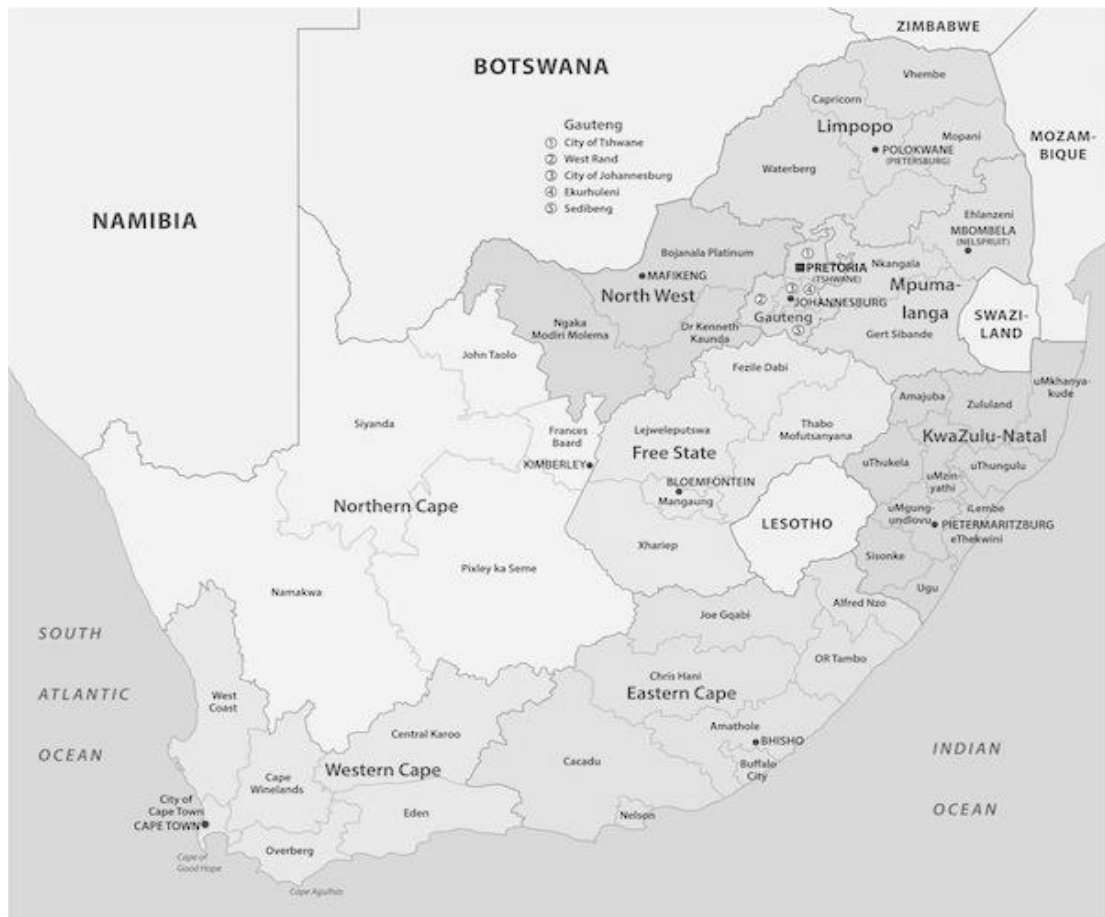 ZIMBABWE
BOTSWANA
Vhembe
Capricorn
Limpopo
Mopani
MOZAM-
BIQUE
POLOKWANE
(PIETERSBURG)
Waterberg
Gauteng
① City of Tshwane
② West Rand
③ City of Johannesburg
④ Ekurhuleni
⑤ Sedibeng
NAMIBIA
Ehlanzeni
MBOMBELA
(NELSPRUIT)
Bojanala Platinum
①
PRETORIA
(TSHWANE)
Nkangala
MAFIKENG
North West
②
③ ④
JOHANNESBURG
Mpuma-
langa
Gauteng
⑤
SWAZI-
LAND
Ngaka
Modiri Molema
Dr Kenneth
Kaunda
Gert Sibande
John Taolo
Fezile Dabi
uMkhanya-
kude
Amajuba
Zululand
Siyanda
Frances
Baard
Lejweleputswa
Thabo
Mofutsanyana
KwaZulu-Natal
Free State
KIMBERLEY
uThukela
uMzin-
yathi
uThungulu
BLOEMFONTEIN
Mangaung
Northern Cape
LESOTHO
uMgung-
undlovu
iLembe
PIETERMARITZBURG
eThekwini
Xhariep
Sisonke
Pixley ka Seme
Ugu
Namakwa
Alfred Nzo
Joe Gqabi
SOUTH
ATLANTIC
OCEAN
OR Tambo
Chris Hani
Eastern Cape
West
Coast
Central Karoo
Amathole
BHISHO
INDIAN
OCEAN
Cacadu
Buffalo
City
Western Cape
Cape
Winelands
City of
Cape Town
CAPE TOWN
Eden
Nelson
Overberg
Cape of
Good Hope
Cape Agulhas